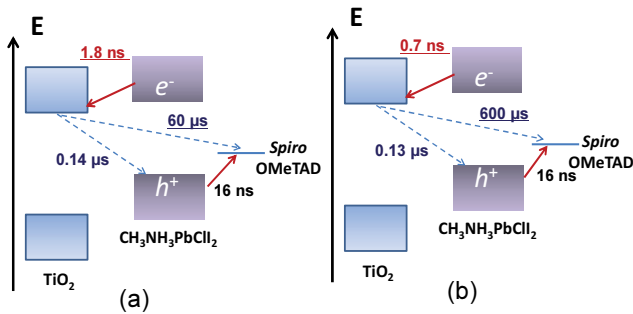 E
1.8 ns
e⁻
60 µs
Spiro
OMeTAD
0.14 µs
h⁺
16 ns
CH₃NH₃PbClI₂
TiO₂
(a)
E
0.7 ns
e⁻
600 µs
Spiro
OMeTAD
0.13 µs
h⁺
16 ns
CH₃NH₃PbClI₂
TiO₂
(b)